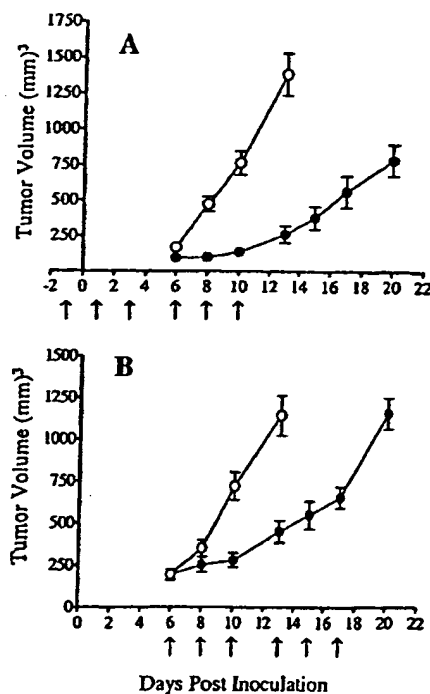 A
Tumor Volume (mm)³
1750
1500
1250
1000
750
500
250
-2 0 2 4 6 8 10 12 14 16 18 20 22
↑ ↑ ↑ ↑ ↑ ↑
B
Tumor Volume (mm)³
1500
1250
1000
750
500
250
0
0 2 4 6 8 10 12 14 16 18 20 22
↑ ↑ ↑ ↑ ↑ ↑
Days Post Inoculation